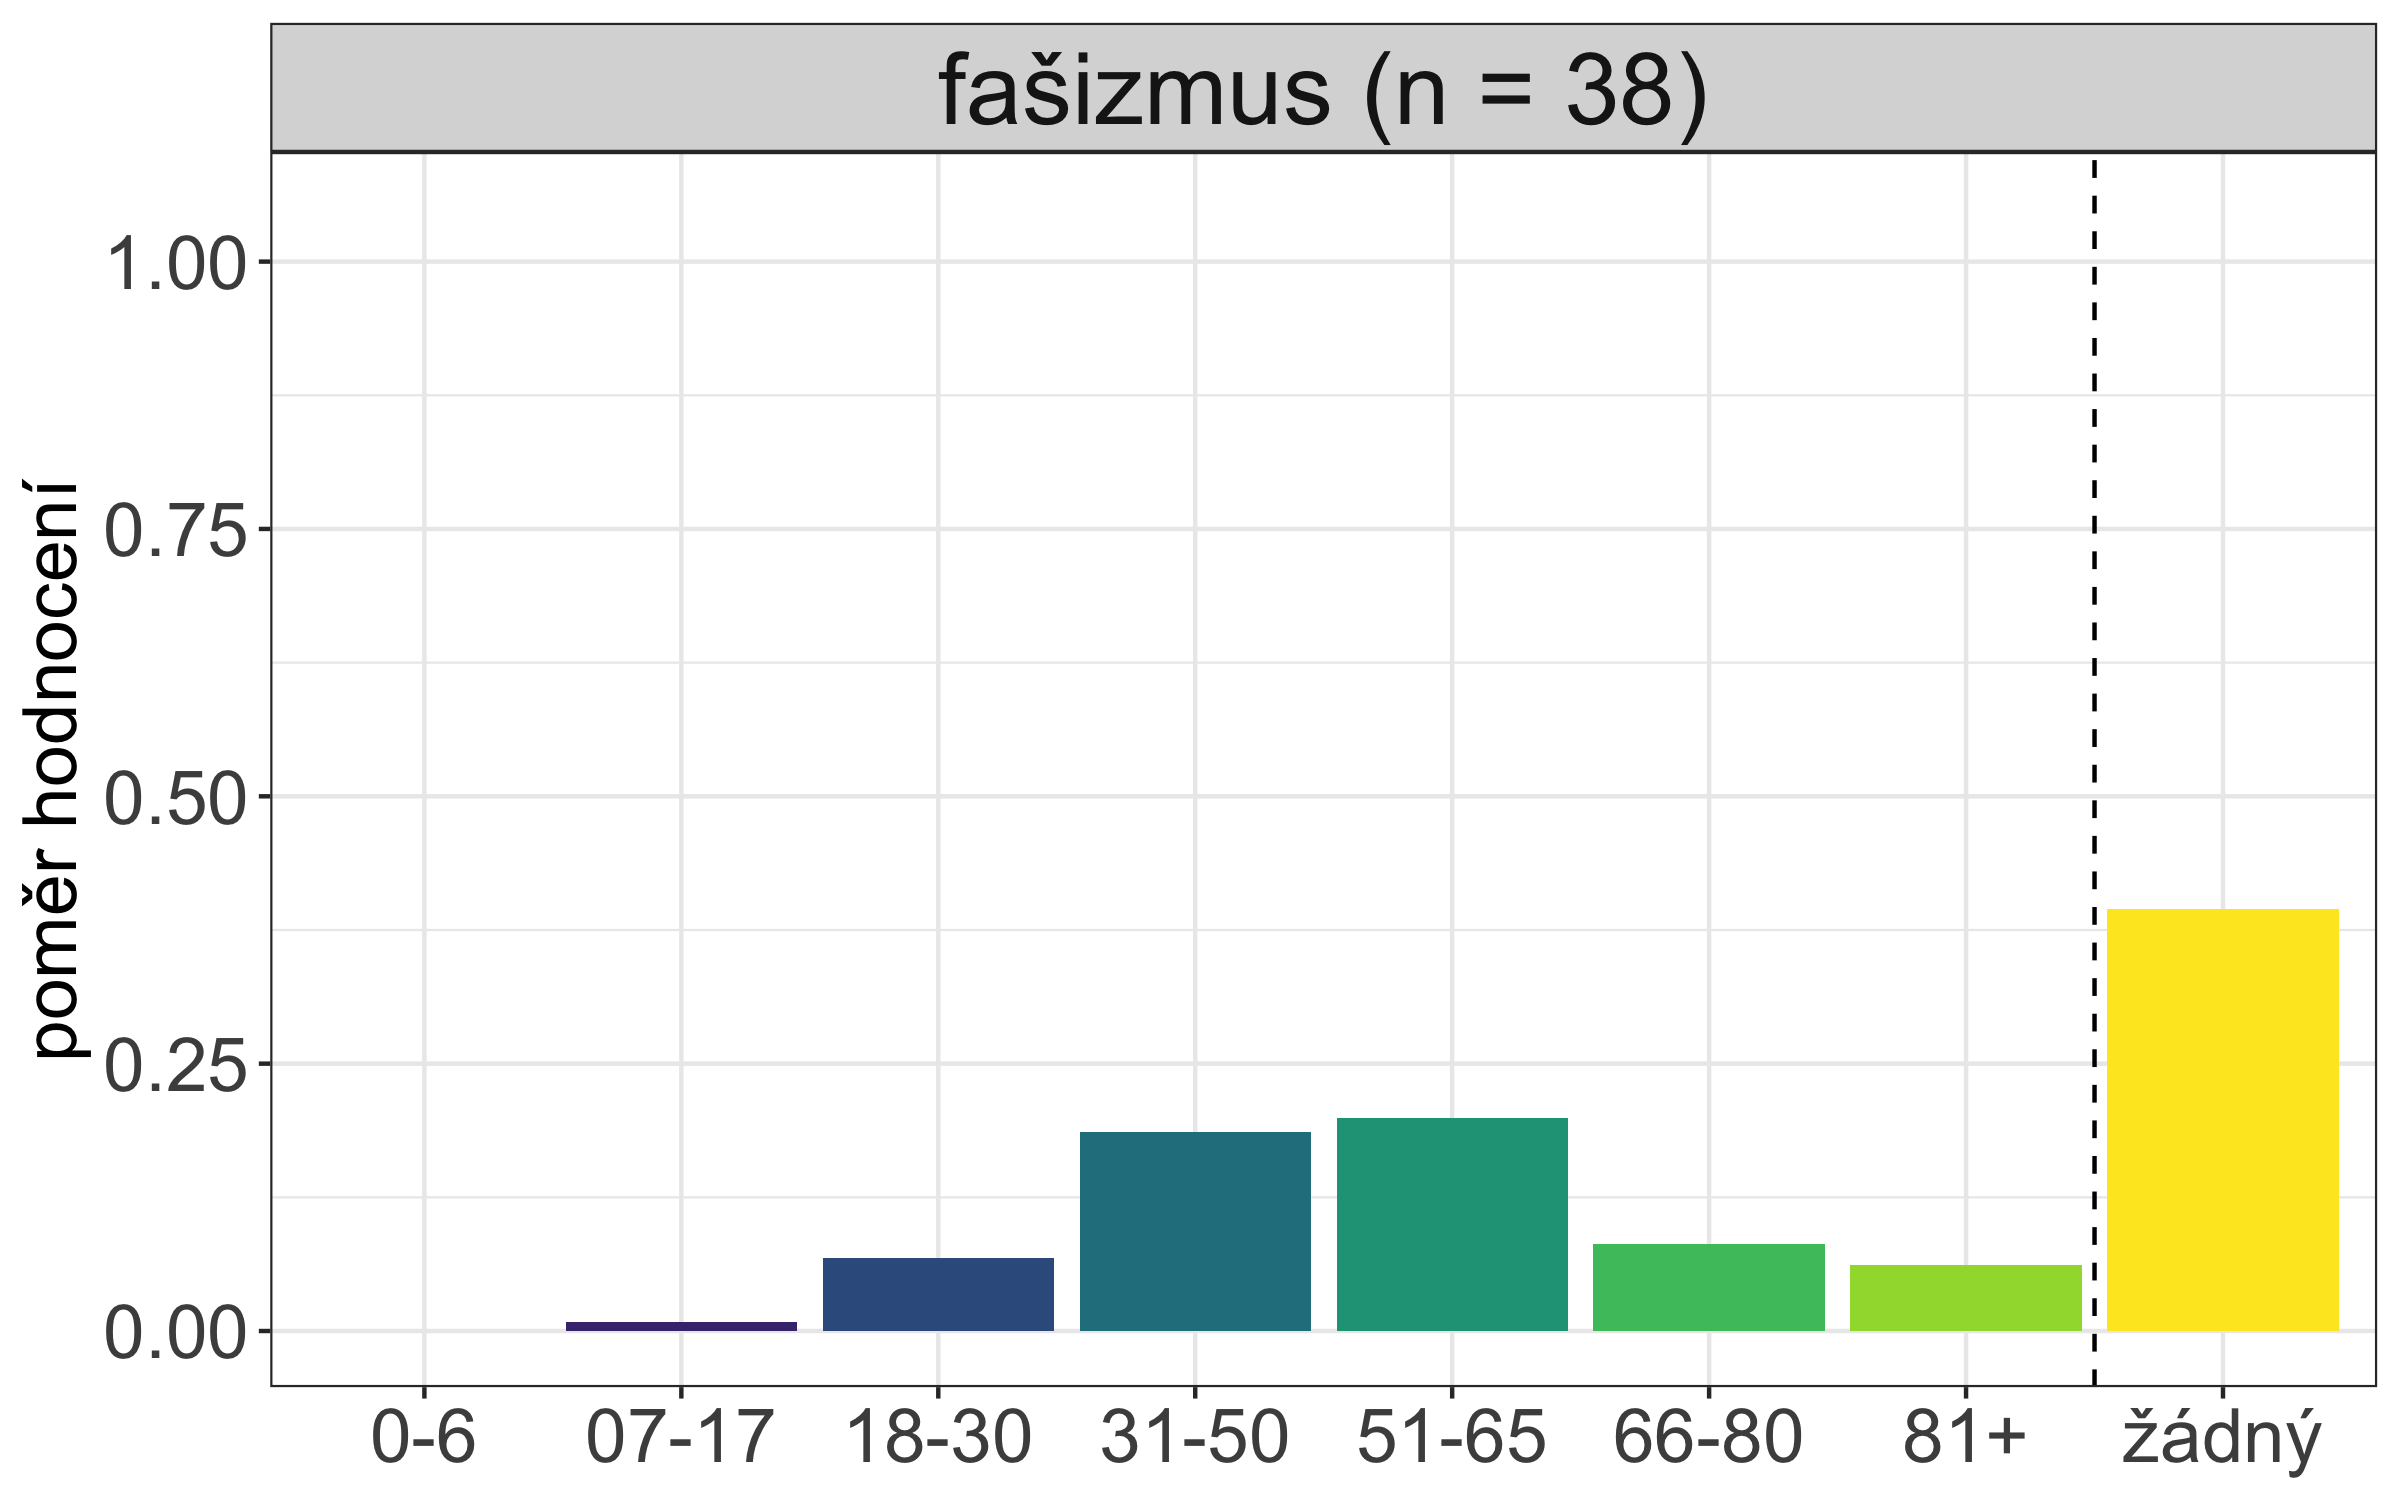 fašizmus (n = 38)
poměr hodnocení
1.00
0.75
0.50
0.25
0.00
0-6 07-17 18-30 31-50 51-65 66-80 81+ žádný